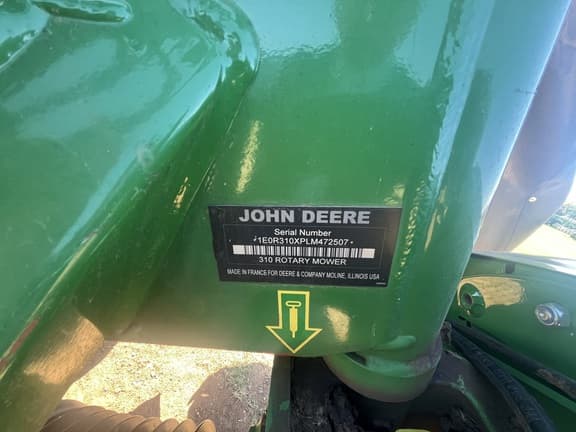 JOHN DEERE
Serial Number
*1E0R310XPLM472507*
310 ROTARY MOWER
MADE IN FRANCE FOR DEERE & COMPANY MOLINE, ILLINOIS USA